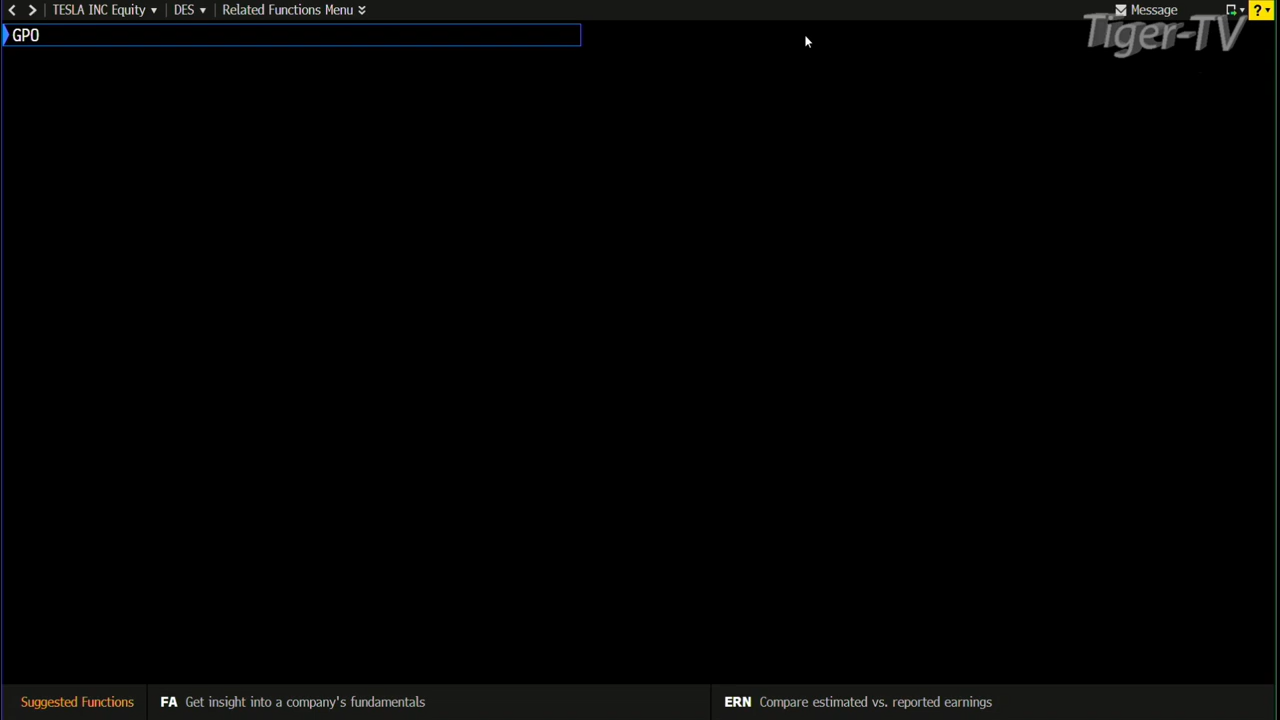 TESLA INC Equity DES Related Functions Menu Message ?
GPO
Tiger-TV
Suggested Functions FA Get insight into a company's fundamentals ERN Compare estimated vs. reported earnings